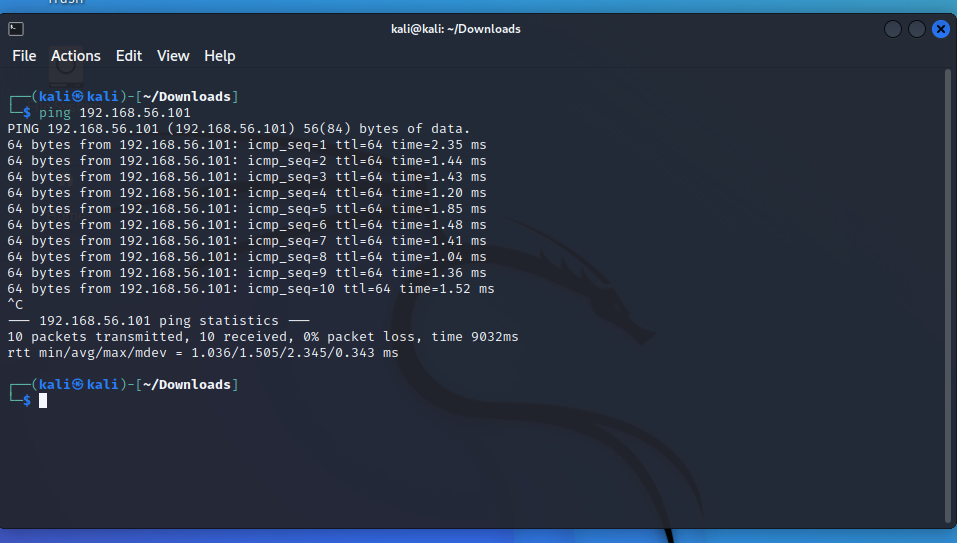 Trash
kali@kali: ~/Downloads
File Actions Edit View Help
┌──(kali㉿kali)-[~/Downloads]
└─$ ping 192.168.56.101
PING 192.168.56.101 (192.168.56.101) 56(84) bytes of data.
64 bytes from 192.168.56.101: icmp_seq=1 ttl=64 time=2.35 ms
64 bytes from 192.168.56.101: icmp_seq=2 ttl=64 time=1.44 ms
64 bytes from 192.168.56.101: icmp_seq=3 ttl=64 time=1.43 ms
64 bytes from 192.168.56.101: icmp_seq=4 ttl=64 time=1.20 ms
64 bytes from 192.168.56.101: icmp_seq=5 ttl=64 time=1.85 ms
64 bytes from 192.168.56.101: icmp_seq=6 ttl=64 time=1.48 ms
64 bytes from 192.168.56.101: icmp_seq=7 ttl=64 time=1.41 ms
64 bytes from 192.168.56.101: icmp_seq=8 ttl=64 time=1.04 ms
64 bytes from 192.168.56.101: icmp_seq=9 ttl=64 time=1.36 ms
64 bytes from 192.168.56.101: icmp_seq=10 ttl=64 time=1.52 ms
^C
--- 192.168.56.101 ping statistics ---
10 packets transmitted, 10 received, 0% packet loss, time 9032ms
rtt min/avg/max/mdev = 1.036/1.505/2.345/0.343 ms
┌──(kali㉿kali)-[~/Downloads]
└─$